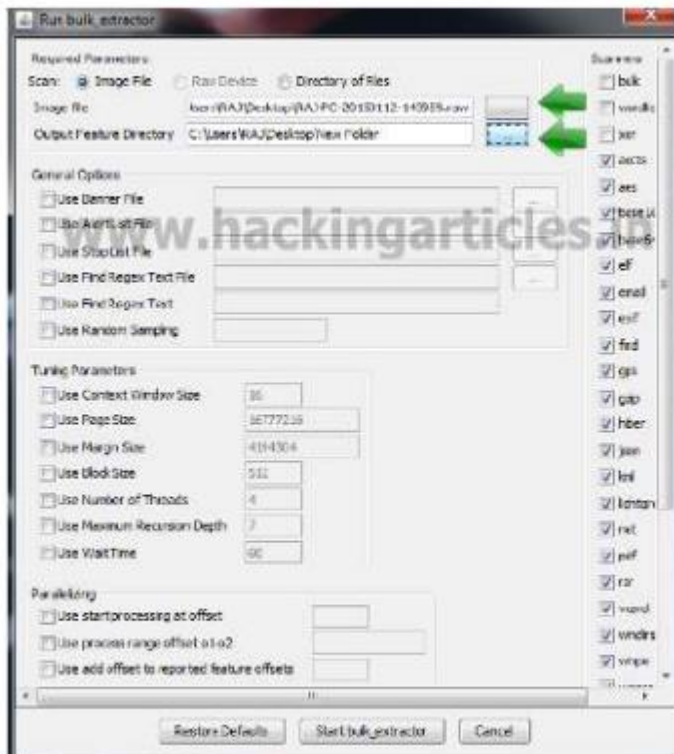 Run bulk_extractor
Required Parameters
Scan: Image File Raw Device Directory of Files
Image file
Output Feature Directory C:\Users\RAJ\Desktop\New Folder
General Options
Use Banner File
Use Alert List File
Use Stop List File
Use Find Regex Text File
Use Find Regex Text
Use Random Sampling
www.hackingarticles.in
Tuning Parameters
Use Context Window Size 16
Use Page Size 16777216
Use Margin Size 4194304
Use Block Size 512
Use Number of Threads 4
Use Maximum Recursion Depth 7
Use Wait Time 60
Parallelizing
Use start processing at offset
Use process range offset o1-o2
Use add offset to reported feature offsets
Scanners
bulk
xor
accts
aes
elf
email
exif
find
gps
gzip
hiber
json
kml
net
pdf
rar
vcard
winpe
Restore Defaults Start bulk_extractor Cancel